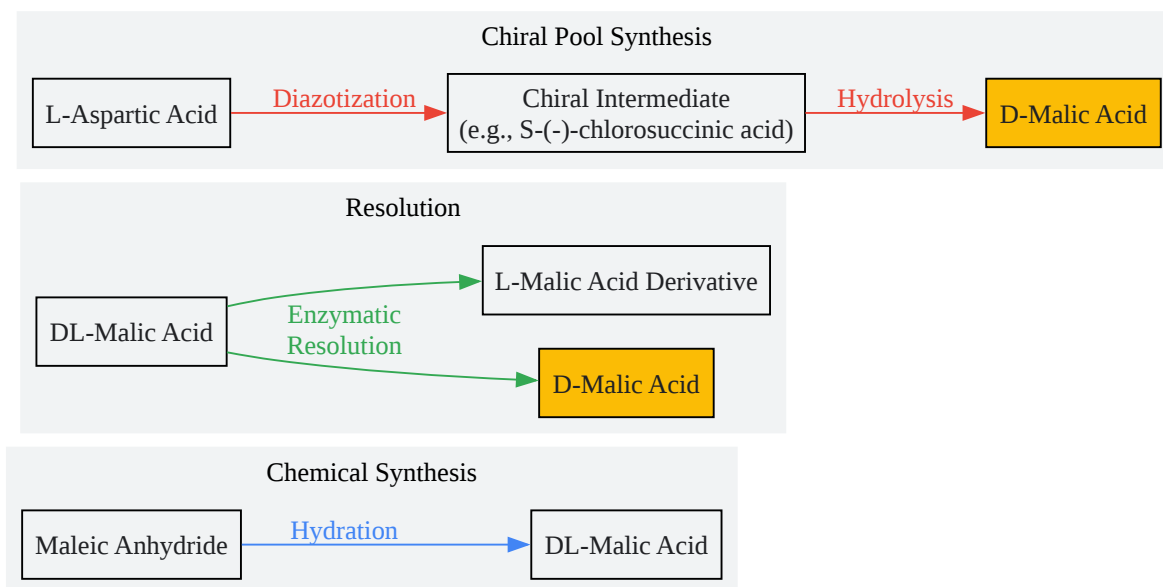 Chiral Pool Synthesis
L-Aspartic Acid
Diazotization
Chiral Intermediate
(e.g., S-(-)-chlorosuccinic acid)
Hydrolysis
D-Malic Acid
Resolution
DL-Malic Acid
Enzymatic
Resolution
L-Malic Acid Derivative
D-Malic Acid
Chemical Synthesis
Maleic Anhydride
Hydration
DL-Malic Acid